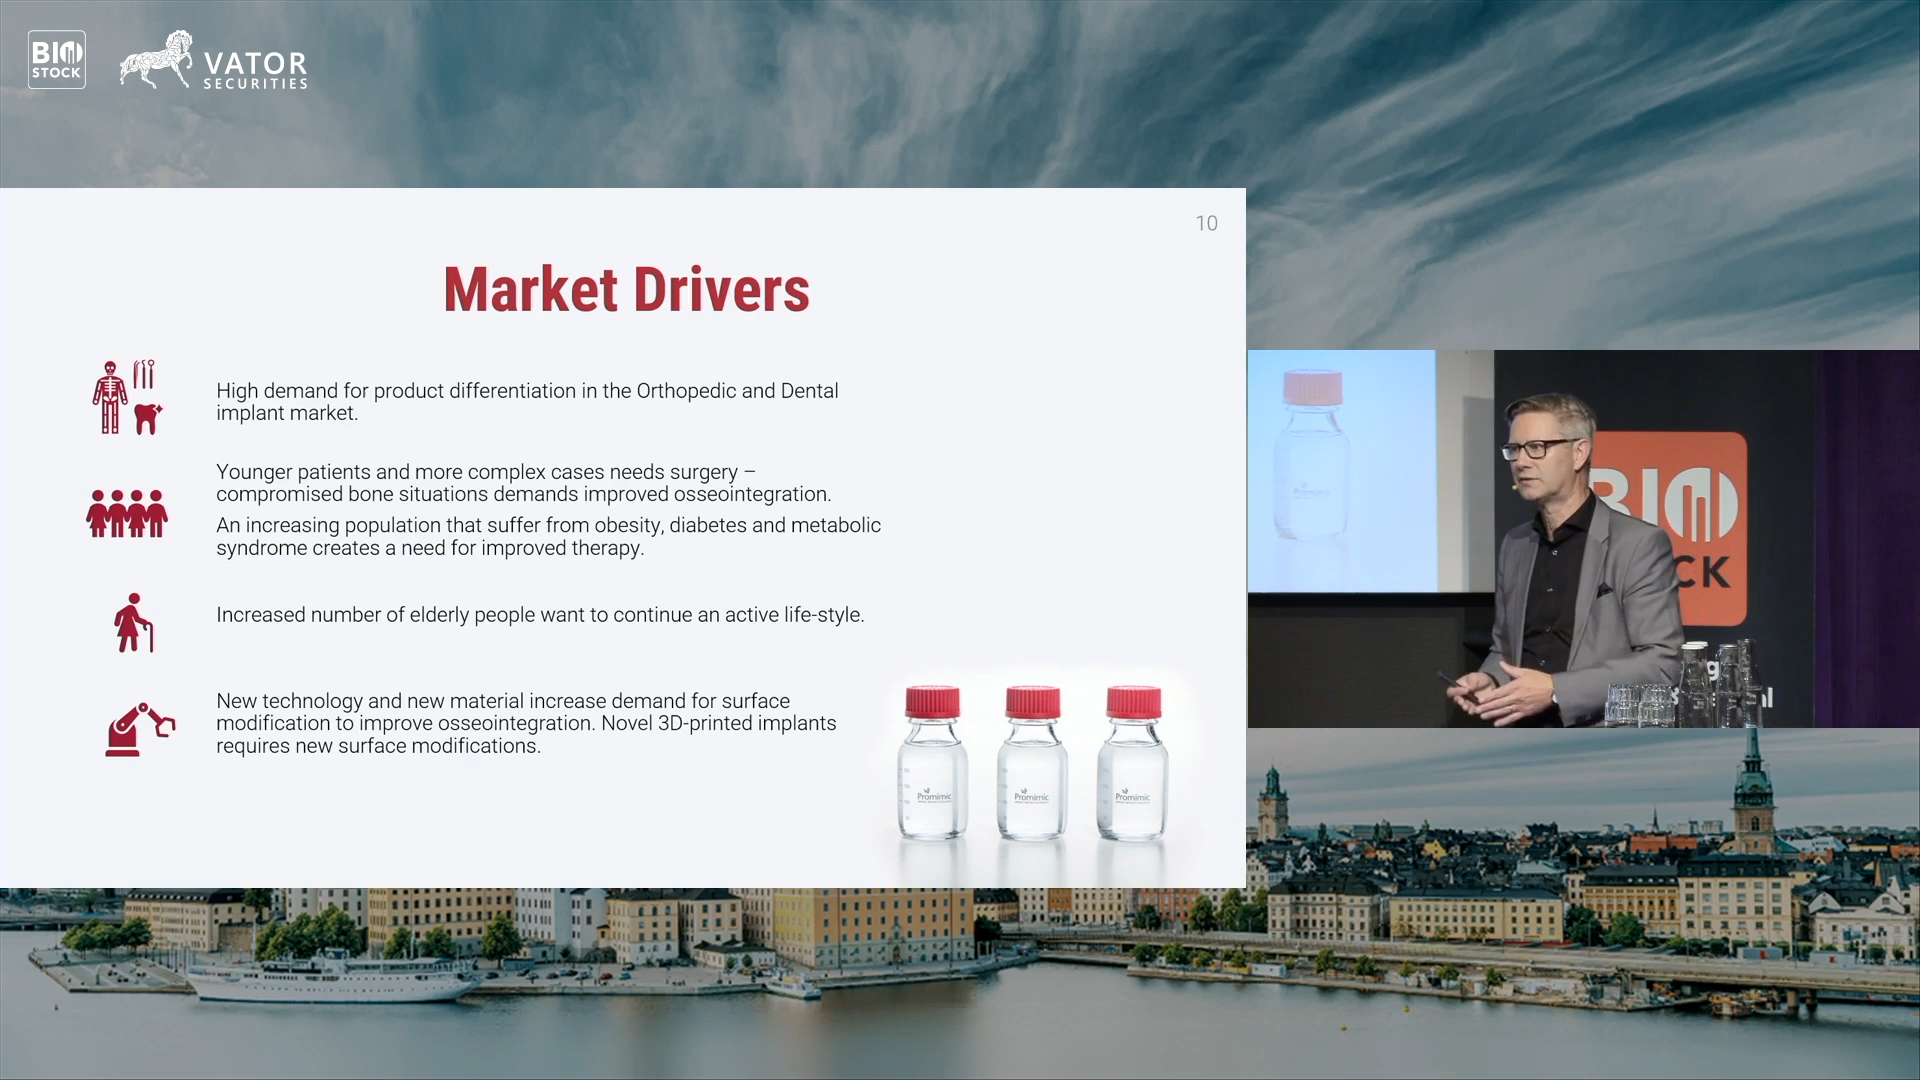 BIO
STOCK
VATOR
SECURITIES
10
Market Drivers
High demand for product differentiation in the Orthopedic and Dental
implant market.
Younger patients and more complex cases needs surgery –
compromised bone situations demands improved osseointegration.
An increasing population that suffer from obesity, diabetes and metabolic
syndrome creates a need for improved therapy.
Increased number of elderly people want to continue an active life-style.
New technology and new material increase demand for surface
modification to improve osseointegration. Novel 3D-printed implants
requires new surface modifications.
Promimic
Promimic
Promimic
Promimic
BIO
CK